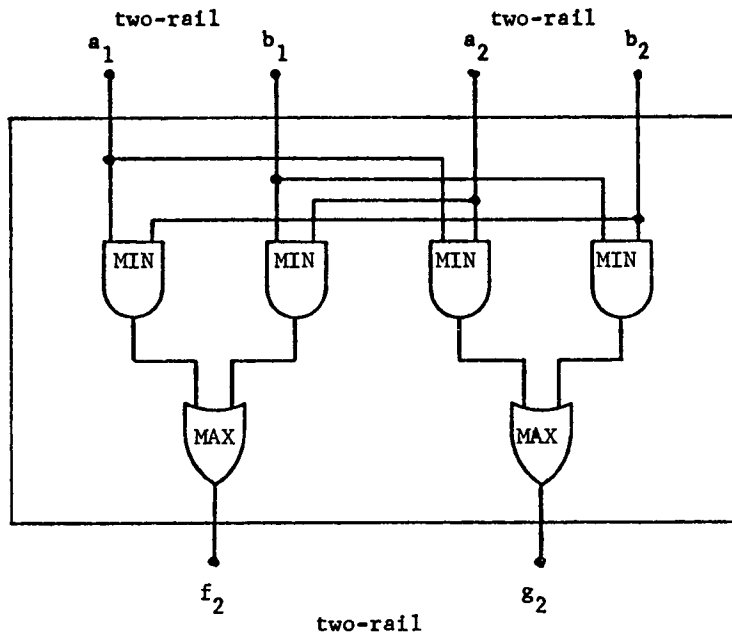 two-rail two-rail
a1 b1 a2 b2
MIN MIN MIN MIN
MAX MAX
f2 g2
two-rail